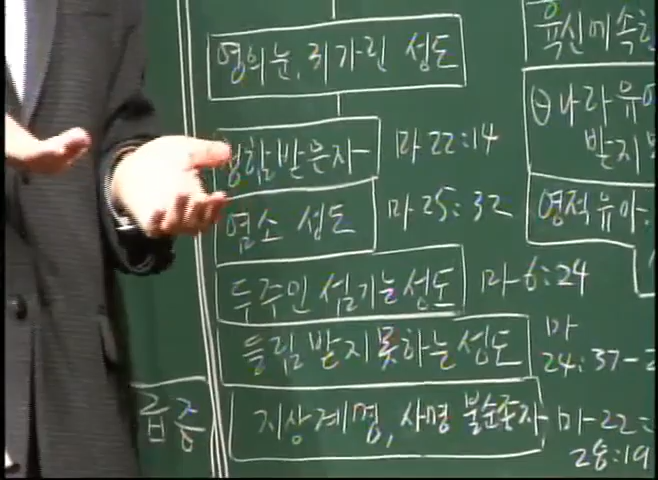 영의눈, 귀가린 성도
받은자- 마 22:14
염소 성도 마 25:32
두주인 섬기는성도 마 6:24
들림 받지 못하는 성도 마 24:37-2
지상계명, 사명 불순종자- 마 22:
28:19
갑종
육신에속한
나라 유
받지
영적유아.